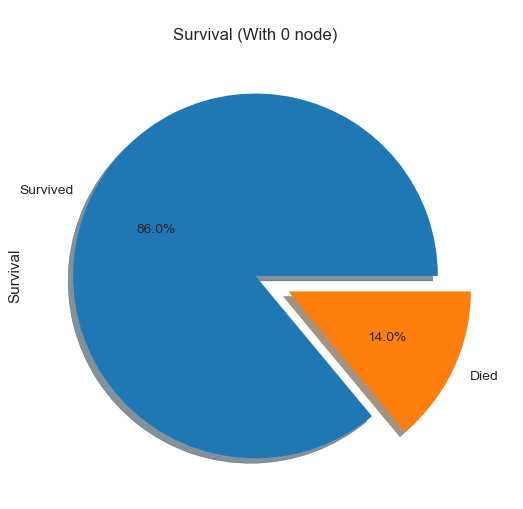 Survival (With 0 node)
Survived
86.0%
Survival
14.0%
Died